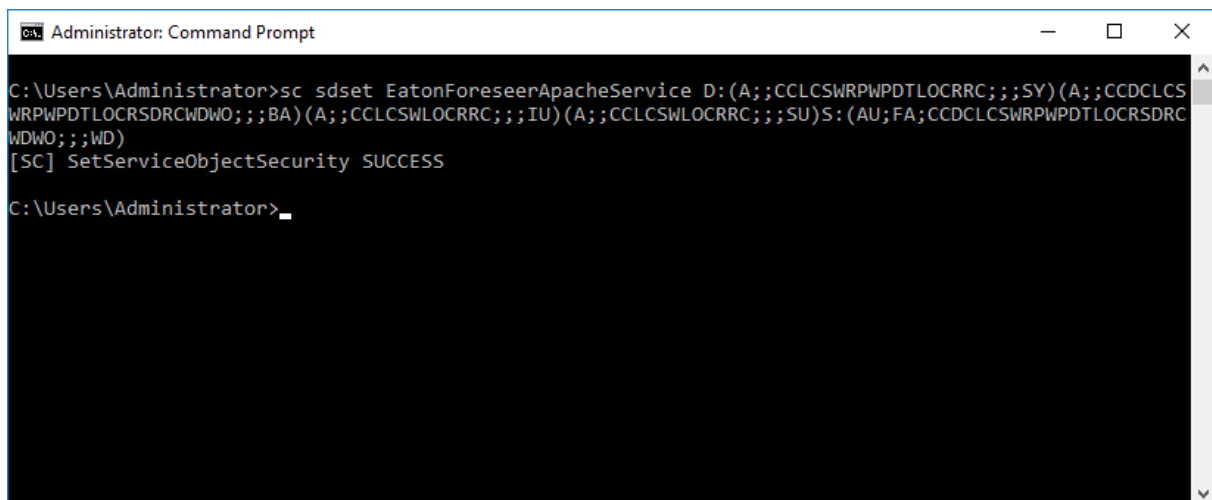 Administrator: Command Prompt
C:\Users\Administrator>sc sdset EatonForeseerApacheService D:(A;;CCLCSWRPWPDTLOCRRC;;;SY)(A;;CCDCLCS
WRPWPDTLOCRSDRCWDWO;;;BA)(A;;CCLCSWLOCRRC;;;IU)(A;;CCLCSWLOCRRC;;;SU)S:(AU;FA;CCDCLCSWRPWPDTLOCRSDRC
WDWO;;;WD)
[SC] SetServiceObjectSecurity SUCCESS
C:\Users\Administrator>